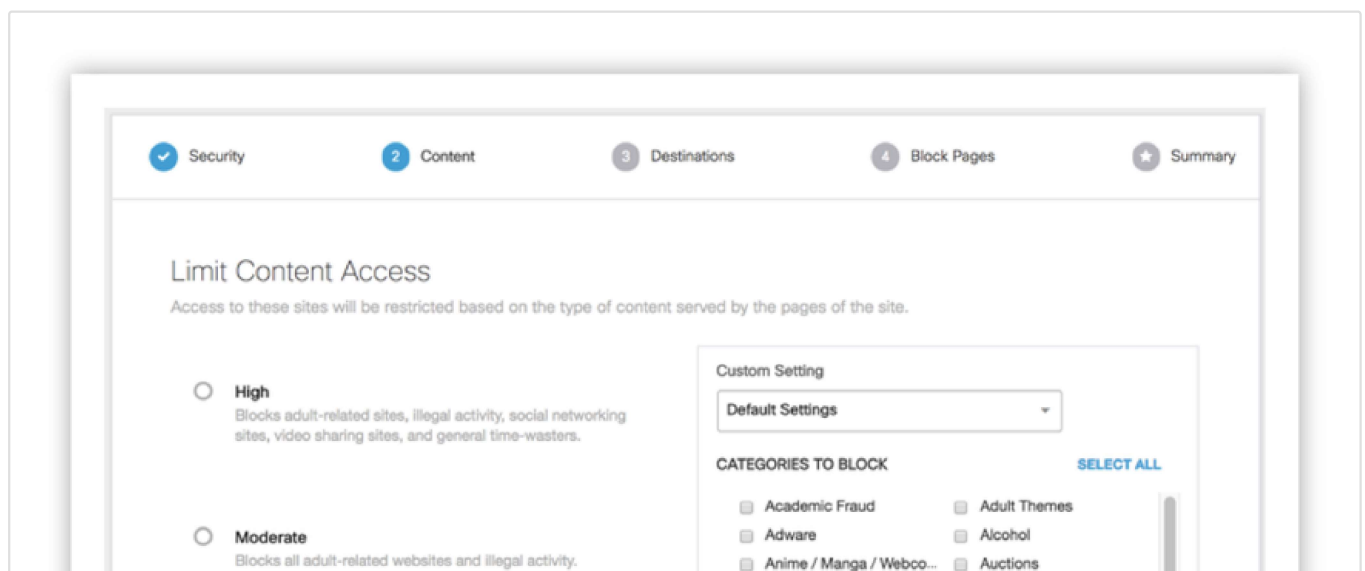 Security
2 Content
3 Destinations
4 Block Pages
Summary
Limit Content Access
Access to these sites will be restricted based on the type of content served by the pages of the site.
High
Blocks adult-related sites, illegal activity, social networking
sites, video sharing sites, and general time-wasters.
Moderate
Blocks all adult-related websites and illegal activity.
Custom Setting
Default Settings
CATEGORIES TO BLOCK
SELECT ALL
Academic Fraud
Adult Themes
Adware
Alcohol
Anime / Manga / Webco...
Auctions